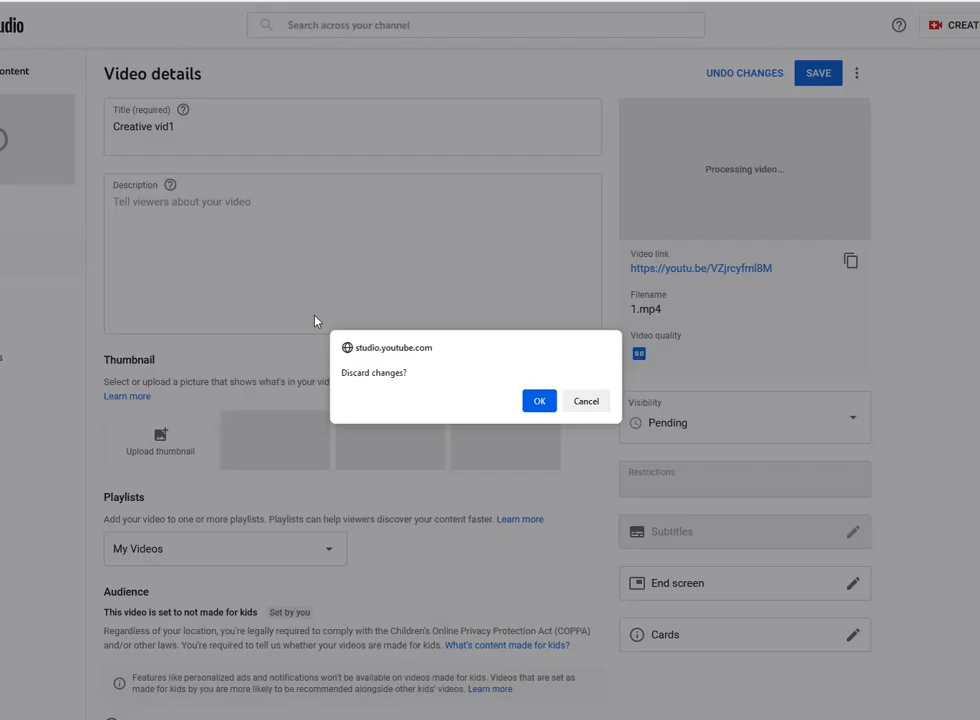 udio
Search across your channel
CREAT
ontent
Video details
UNDO CHANGES
SAVE
Title (required)
Creative vid1
Description
Tell viewers about your video
Processing video...
Video link
https://youtu.be/VZjrcyfml8M
Filename
1.mp4
Video quality
SD
studio.youtube.com
Discard changes?
OK
Cancel
Thumbnail
Select or upload a picture that shows what's in your vid
Learn more
Upload thumbnail
Visibility
Pending
Restrictions
Subtitles
End screen
Cards
Playlists
Add your video to one or more playlists. Playlists can help viewers discover your content faster. Learn more
My Videos
Audience
This video is set to not made for kids Set by you
Regardless of your location, you're legally required to comply with the Children's Online Privacy Protection Act (COPPA)
and/or other laws. You're required to tell us whether your videos are made for kids. What's content made for kids?
Features like personalized ads and notifications won't be available on videos made for kids. Videos that are set as
made for kids by you are more likely to be recommended alongside other kids' videos. Learn more